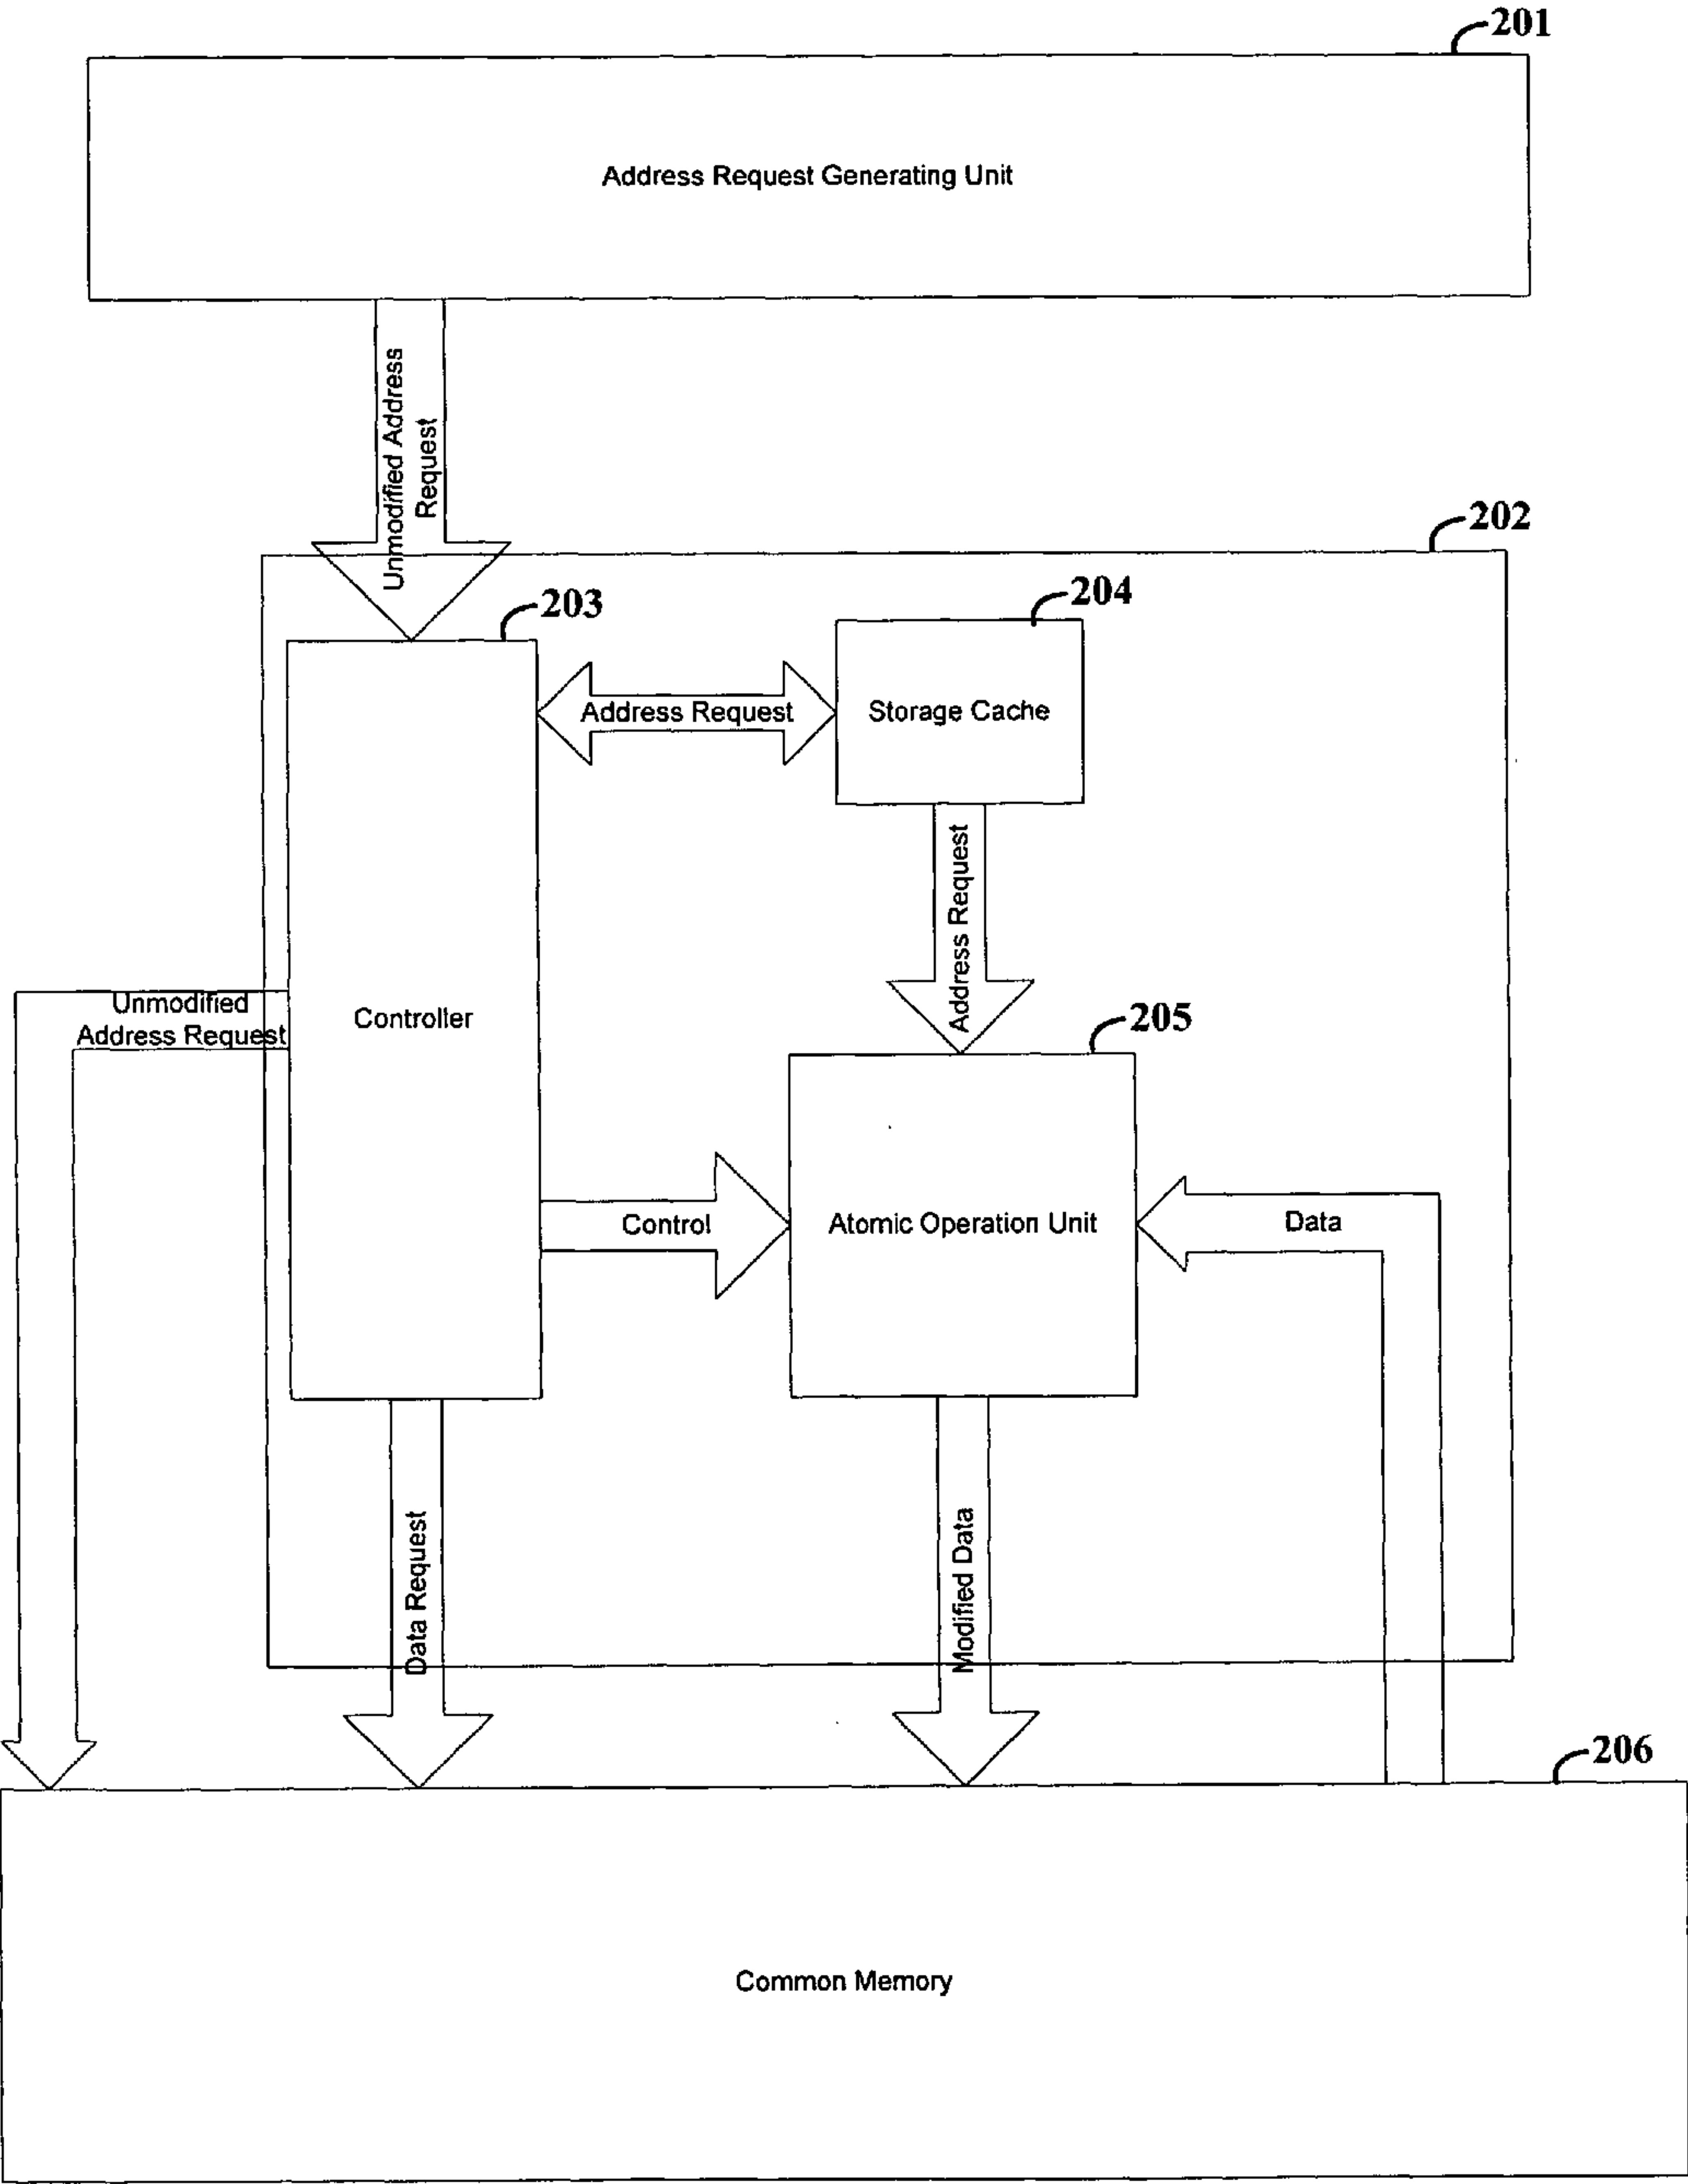 201
Address Request Generating Unit
Unmodified Address
Request
202
203
204
Address Request
Storage Cache
Address Request
Unmodified
Address Request
Controller
205
Control
Atomic Operation Unit
Data
Data Request
Modified Data
206
Common Memory